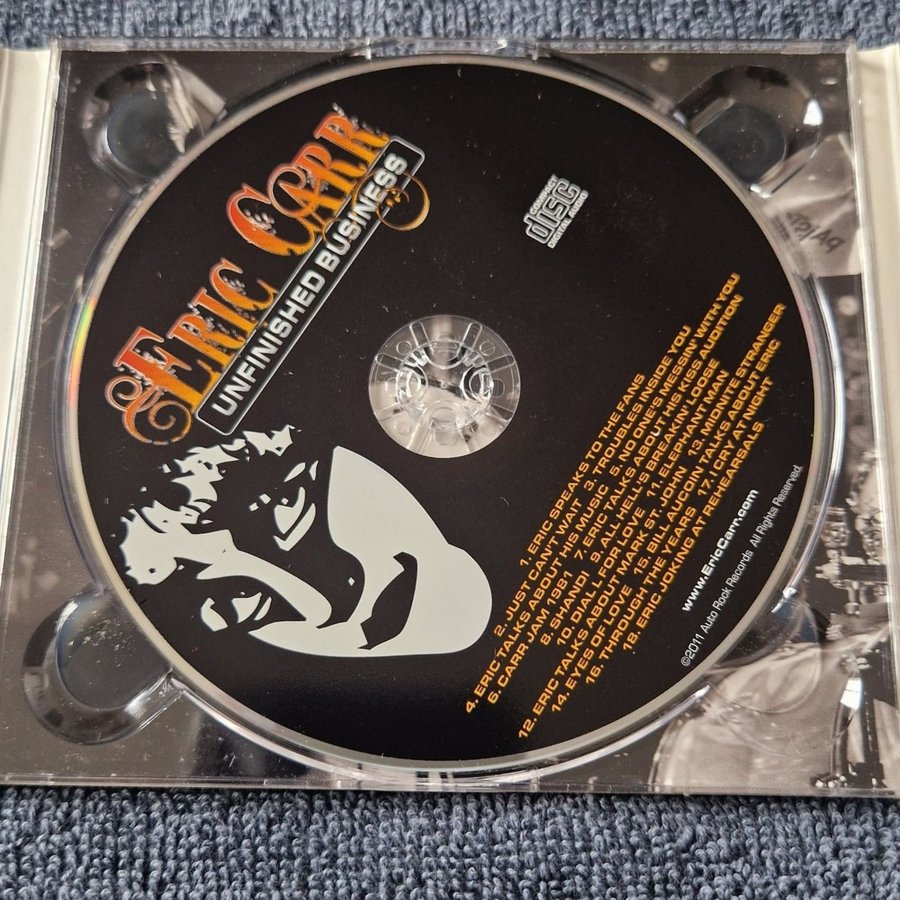 ERIC CARR
UNFINISHED BUSINESS
COMPACT
disc
DIGITAL AUDIO
1. ERIC SPEAKS TO THE FANS
2. JUST CAN'T WAIT 3. TROUBLES INSIDE YOU
4. ERIC TALKS ABOUT HIS MUSIC 5. NO ONE'S MESSIN' WITH YOU
6. CARR JAM 1981 7. ERIC TALKS ABOUT HIS KISS AUDITION
8. SHANDI 9. ALL HELL'S BREAKIN' LOOSE
10. DIAL L FOR LOVE 11. ELEPHANT MAN
12. ERIC TALKS ABOUT MARK ST. JOHN 13. MIDNITE STRANGER
14. EYES OF LOVE 15. BILL AUCOIN TALKS ABOUT ERIC
16. THROUGH THE YEARS 17. CRY AT NIGHT
18. ERIC JOKING AT REHEARSALS
www.EricCarr.com
©2011 Auto Rock Records All Rights Reserved.